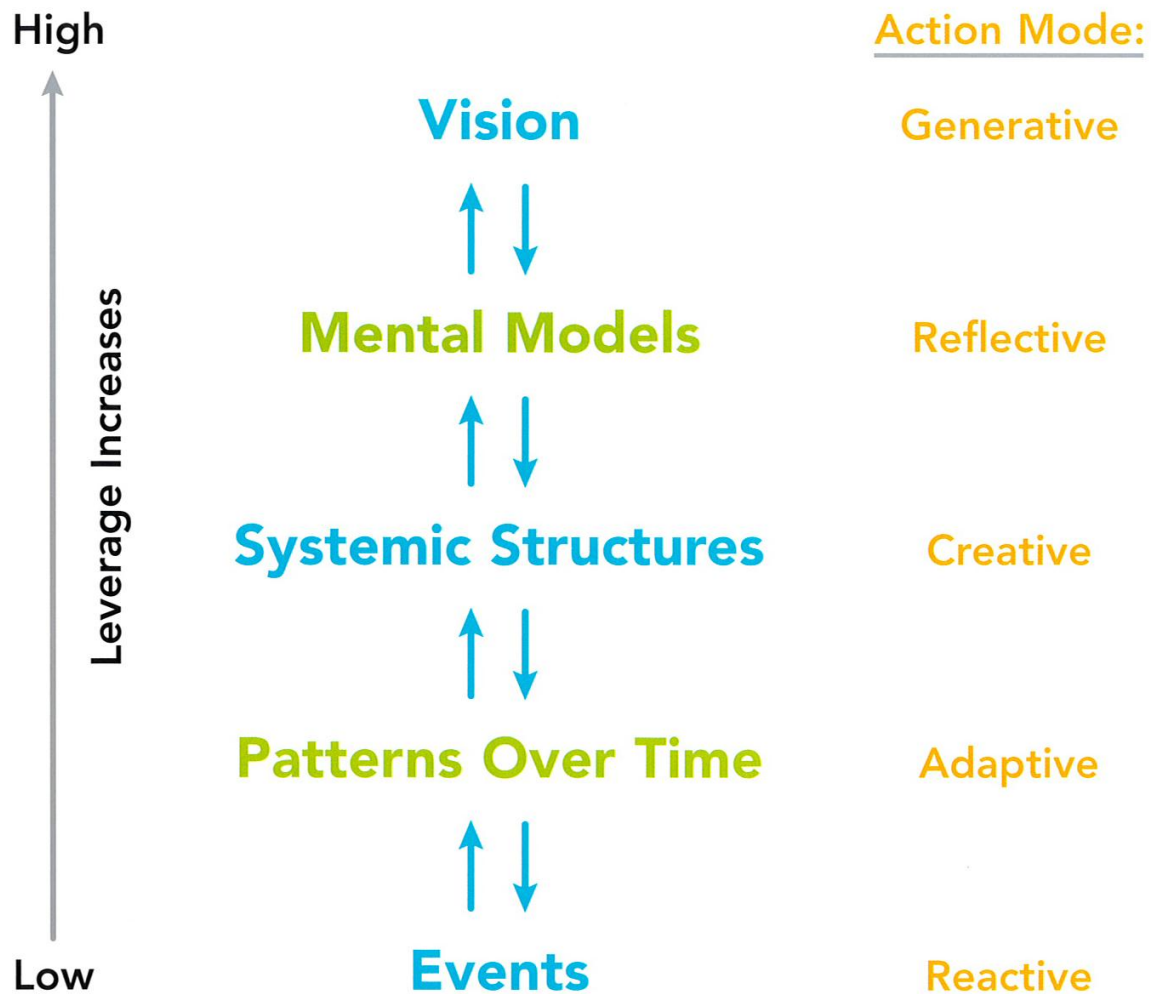 High
Action Mode:
Vision
Generative
Mental Models
Reflective
Leverage Increases
Systemic Structures
Creative
Patterns Over Time
Adaptive
Low
Events
Reactive